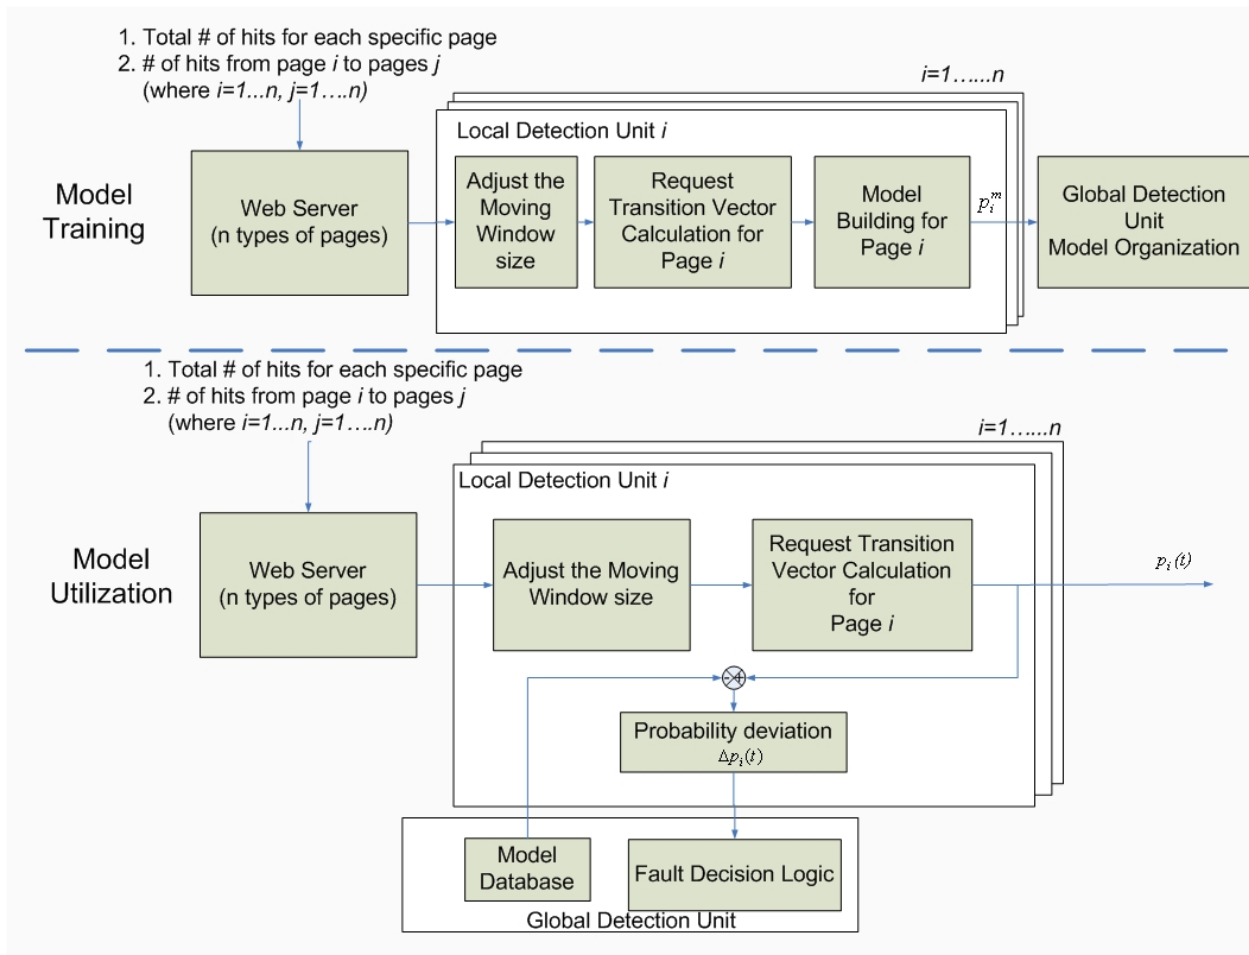 1. Total # of hits for each specific page
2. # of hits from page i to pages j
(where i=1...n, j=1....n)
i=1......n
Local Detection Unit i
Model
Training
Web Server
(n types of pages)
Adjust the
Moving
Window
size
Request
Transition Vector
Calculation for
Page i
Model
Building for
Page i
p_i^m
Global Detection
Unit
Model Organization
1. Total # of hits for each specific page
2. # of hits from page i to pages j
(where i=1...n, j=1....n)
i=1......n
Local Detection Unit i
Model
Utilization
Web Server
(n types of pages)
Adjust the Moving
Window size
Request Transition
Vector Calculation
for
Page i
p_i(t)
- +
Probability deviation
Δp_i(t)
Model
Database
Fault Decision Logic
Global Detection Unit